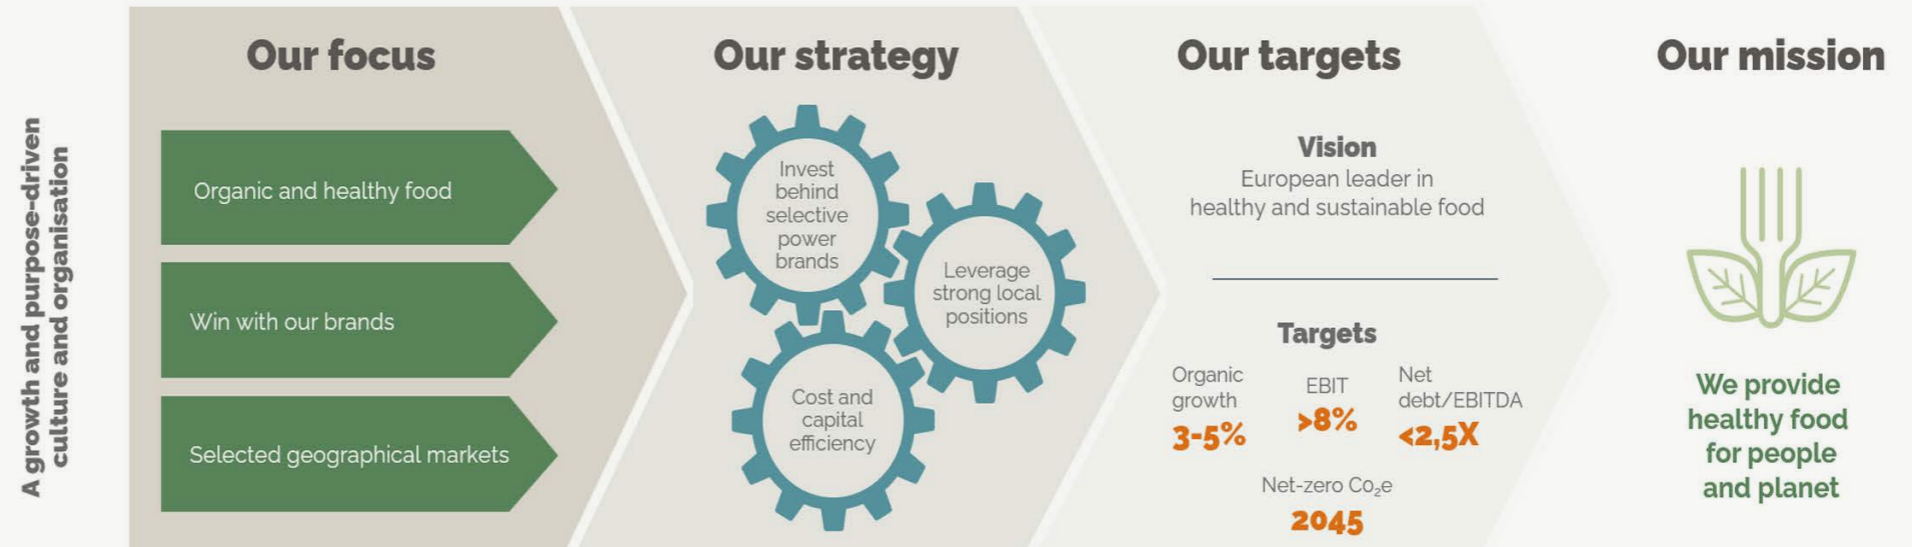 A growth and purpose-driven
culture and organisation
Our focus
Organic and healthy food
Win with our brands
Selected geographical markets
Our strategy
Invest
behind
selective
power
brands
Leverage
strong local
positions
Cost and
capital
efficiency
Our targets
Vision
European leader in
healthy and sustainable food
Targets
Organic
growth
3-5%
EBIT
>8%
Net
debt/EBITDA
<2,5X
Net-zero Co₂e
2045
Our mission
We provide
healthy food
for people
and planet